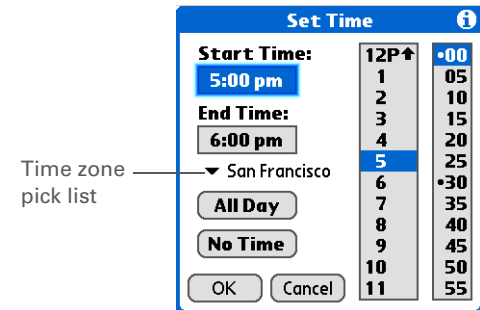 Set Time
Start Time:
5:00 pm
End Time:
6:00 pm
San Francisco
All Day
No Time
OK Cancel
12P
1
2
3
4
5
6
7
8
9
10
11
•00
05
10
15
20
25
•30
35
40
45
50
55
Time zone
pick list